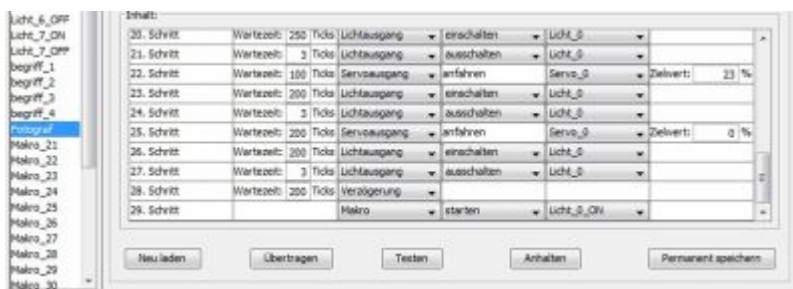 Licht_6_OFF
Licht_7_ON
Licht_7_OFF
begriff_1
begriff_2
begriff_3
begriff_4
Fotograf
Makro_21
Makro_22
Makro_23
Makro_24
Makro_25
Makro_26
Makro_27
Makro_28
Makro_29
Makro_30
Inhalt:
20. Schritt Wartezeit: 250 Ticks Lichtausgang einschalten Licht_0
21. Schritt Wartezeit: 3 Ticks Lichtausgang ausschalten Licht_0
22. Schritt Wartezeit: 100 Ticks Servoausgang anfahren Servo_0 Zielwert: 23 %
23. Schritt Wartezeit: 200 Ticks Lichtausgang einschalten Licht_0
24. Schritt Wartezeit: 3 Ticks Lichtausgang ausschalten Licht_0
25. Schritt Wartezeit: 200 Ticks Servoausgang anfahren Servo_0 Zielwert: 0 %
26. Schritt Wartezeit: 200 Ticks Lichtausgang einschalten Licht_0
27. Schritt Wartezeit: 3 Ticks Lichtausgang ausschalten Licht_0
28. Schritt Wartezeit: 200 Ticks Verzögerung
29. Schritt Makro starten Licht_0_ON
Neu laden Übertragen Testen Anhalten Permanent speichern